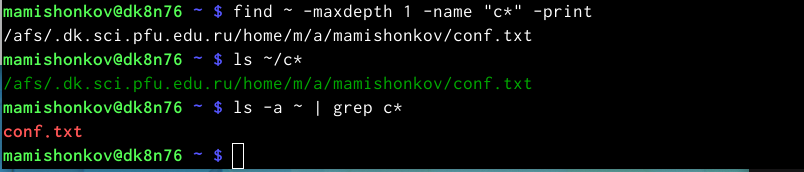 mamishonkov@dk8n76 ~ $ find ~ -maxdepth 1 -name "c*" -print
/afs/.dk.sci.pfu.edu.ru/home/m/a/mamishonkov/conf.txt
mamishonkov@dk8n76 ~ $ ls ~/c*
/afs/.dk.sci.pfu.edu.ru/home/m/a/mamishonkov/conf.txt
mamishonkov@dk8n76 ~ $ ls -a ~ | grep c*
conf.txt
mamishonkov@dk8n76 ~ $